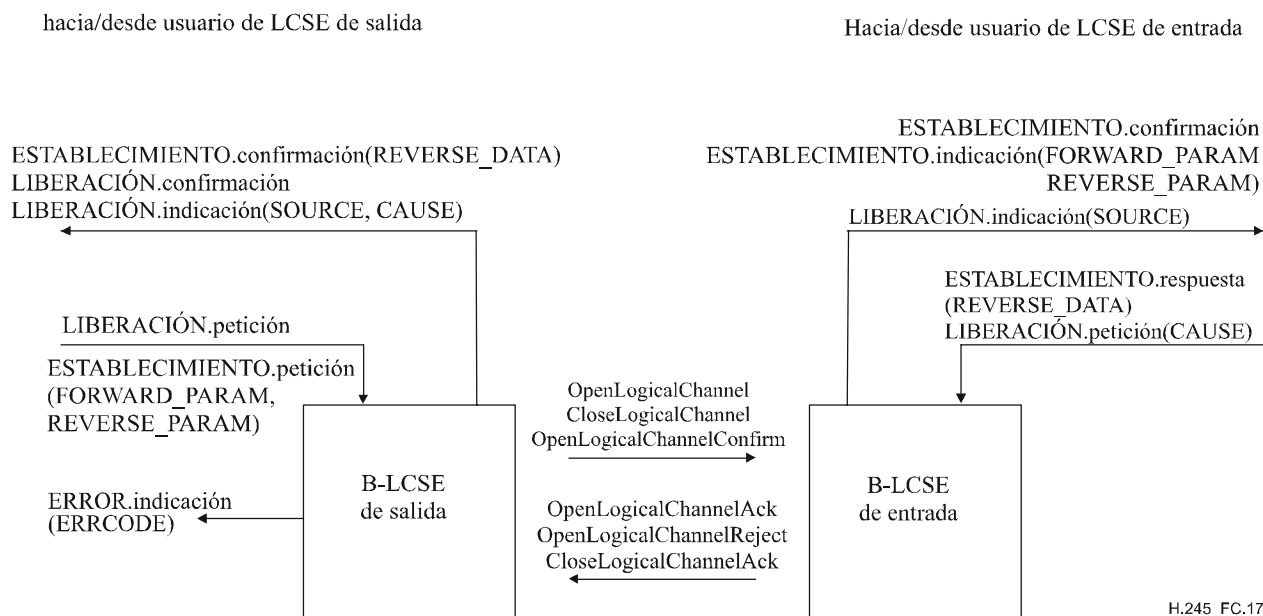 hacia/desde usuario de LCSE de salida
Hacia/desde usuario de LCSE de entrada
ESTABLECIMIENTO.confirmación(REVERSE_DATA)
LIBERACIÓN.confirmación
LIBERACIÓN.indicación(SOURCE, CAUSE)
ESTABLECIMIENTO.confirmación
ESTABLECIMIENTO.indicación(FORWARD_PARAM
REVERSE_PARAM)
LIBERACIÓN.indicación(SOURCE)
LIBERACIÓN.petición
ESTABLECIMIENTO.petición
(FORWARD_PARAM,
REVERSE_PARAM)
ESTABLECIMIENTO.respuesta
(REVERSE_DATA)
LIBERACIÓN.petición(CAUSE)
OpenLogicalChannel
CloseLogicalChannel
OpenLogicalChannelConfirm
B-LCSE
de salida
B-LCSE
de entrada
ERROR.indicación
(ERRCODE)
OpenLogicalChannelAck
OpenLogicalChannelReject
CloseLogicalChannelAck
H.245_FC.17